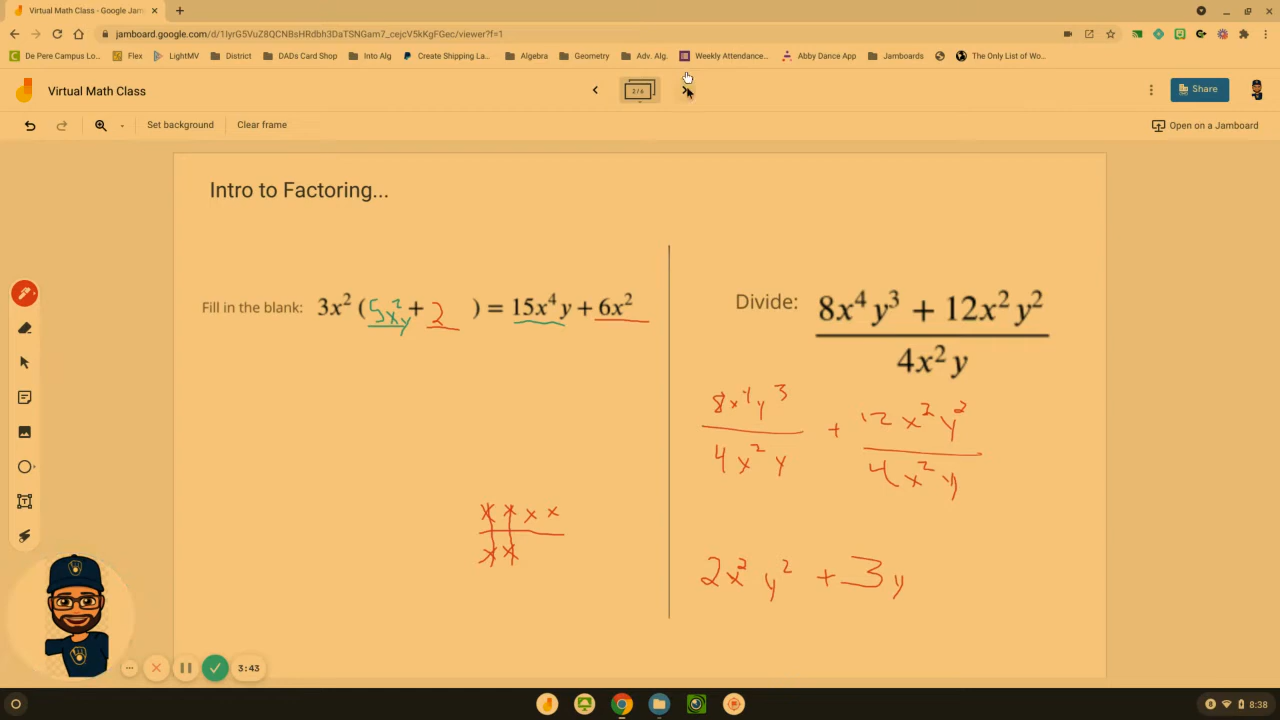 Virtual Math Class - Google Jam
jamboard.google.com/d/1IyrG5VuZ8QCNBsHRdbh3DaTSNGam7_cejcV5kKgFGec/viewer?f=1
De Pere Campus Lo... Flex LightMV District DADs Card Shop Into Alg Create Shipping La... Algebra Geometry Adv. Alg. Weekly Attendance... Abby Dance App Jamboards The Only List of Wo...
Virtual Math Class 2 / 6 Share
Set background Clear frame Open on a Jamboard
Intro to Factoring...
Fill in the blank: 3x² (5x²y + 2 ) = 15x⁴y + 6x²
x x x x
x x
Divide: 8x⁴y³ + 12x²y²
4x²y
8x⁴y³ + 12x²y²
4x²y 4x²y
2x²y² + 3y
3:43
8:38